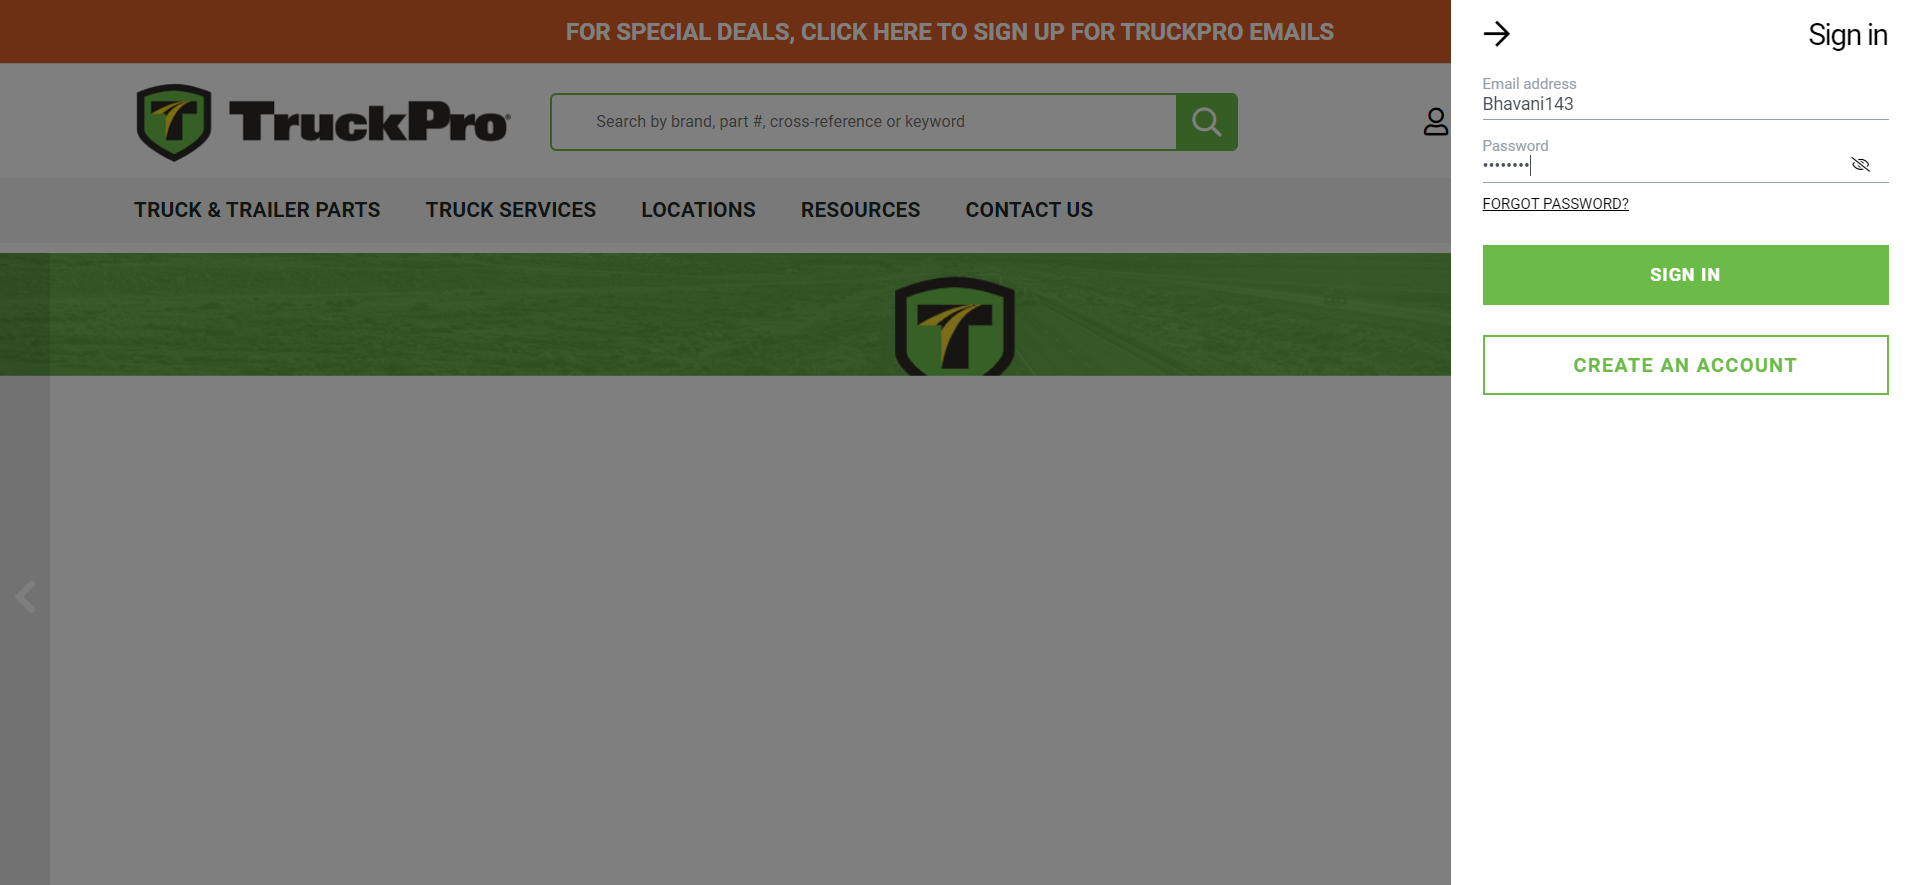 FOR SPECIAL DEALS, CLICK HERE TO SIGN UP FOR TRUCKPRO EMAILS
TruckPro®
Search by brand, part #, cross-reference or keyword
TRUCK & TRAILER PARTS TRUCK SERVICES LOCATIONS RESOURCES CONTACT US
Sign in
Email address
Bhavani143
Password
••••••••
FORGOT PASSWORD?
SIGN IN
CREATE AN ACCOUNT